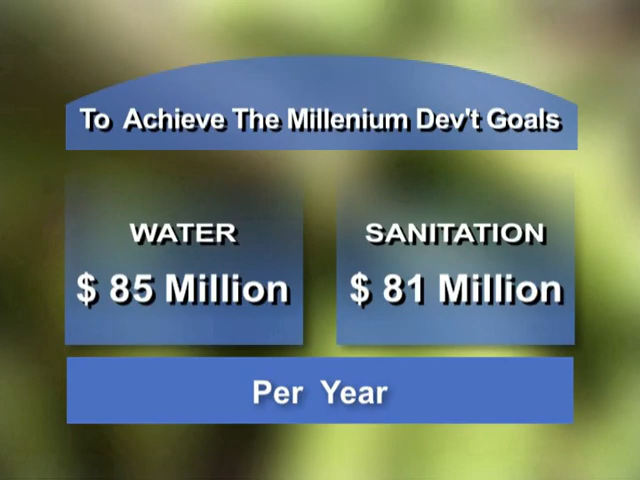 To Achieve The Millenium Dev't Goals
WATER
$ 85 Million
SANITATION
$ 81 Million
Per Year